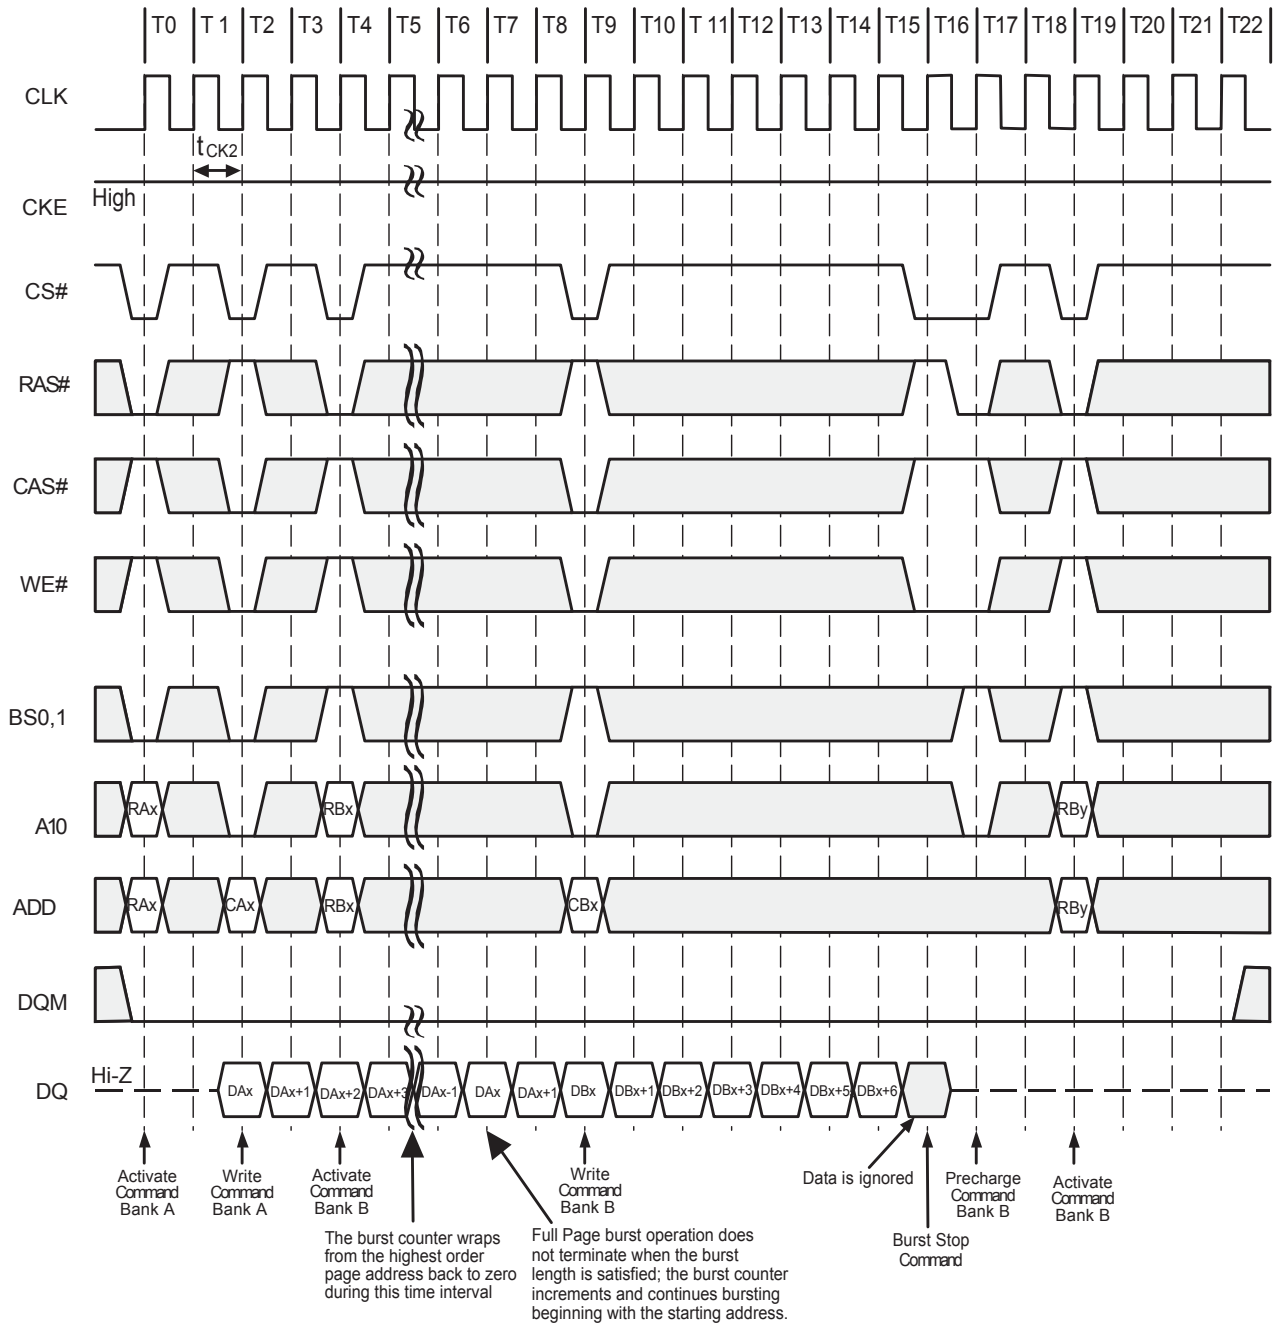 T0 T 1 T2 T3 T4 T5 T6 T7 T8 T9 T10 T 11 T12 T13 T14 T15 T16 T17 T18 T19 T20 T21 T22
CLK
tCK2
High
CKE
CS#
RAS#
CAS#
WE#
BS0,1
A10 RAx RBx RBy
ADD RAx CAx RBx CBx RBy
DQM
Hi-Z
DQ DAx DAx+1 DAx+2 DAx+3 DAx-1 DAx DAx+1 DBx DBx+1 DBx+2 DBx+3 DBx+4 DBx+5 DBx+6
Activate
Command
Bank A
Write
Command
Bank A
Activate
Command
Bank B
The burst counter wraps
from the highest order
page address back to zero
during this time interval
Full Page burst operation does
not terminate when the burst
length is satisfied; the burst counter
increments and continues bursting
beginning with the starting address.
Write
Command
Bank B
Data is ignored
Burst Stop
Command
Precharge
Command
Bank B
Activate
Command
Bank B